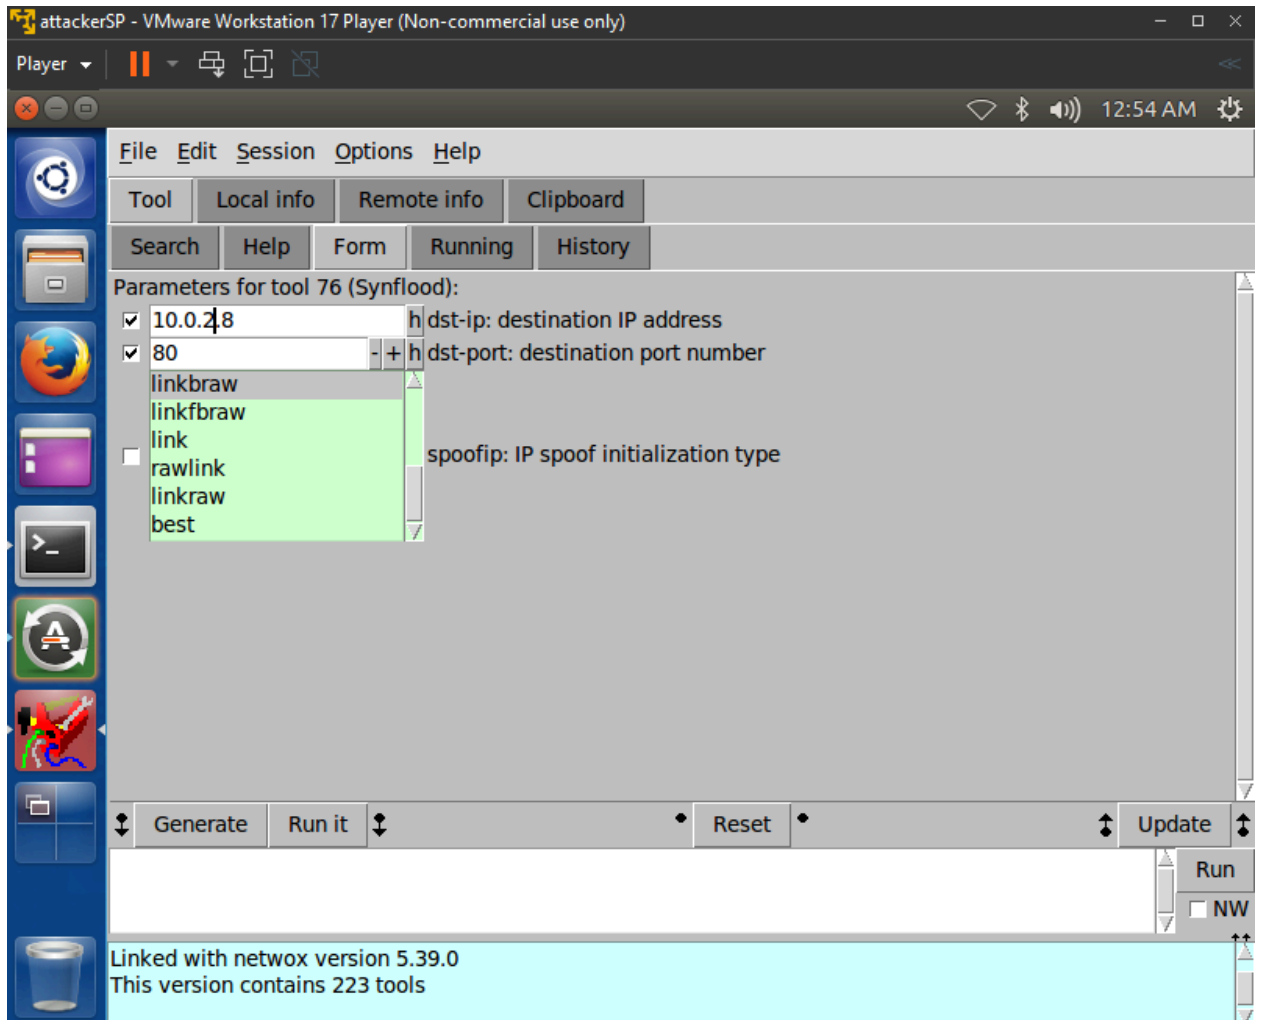 attackerSP - VMware Workstation 17 Player (Non-commercial use only)
Player
12:54 AM
File Edit Session Options Help
Tool Local info Remote info Clipboard
Search Help Form Running History
Parameters for tool 76 (Synflood):
10.0.2.8 h dst-ip: destination IP address
80 - + h dst-port: destination port number
linkbraw
linkfbraw
link
spoofip: IP spoof initialization type
rawlink
linkraw
best
Generate Run it Reset Update
Run
NW
Linked with netwox version 5.39.0
This version contains 223 tools